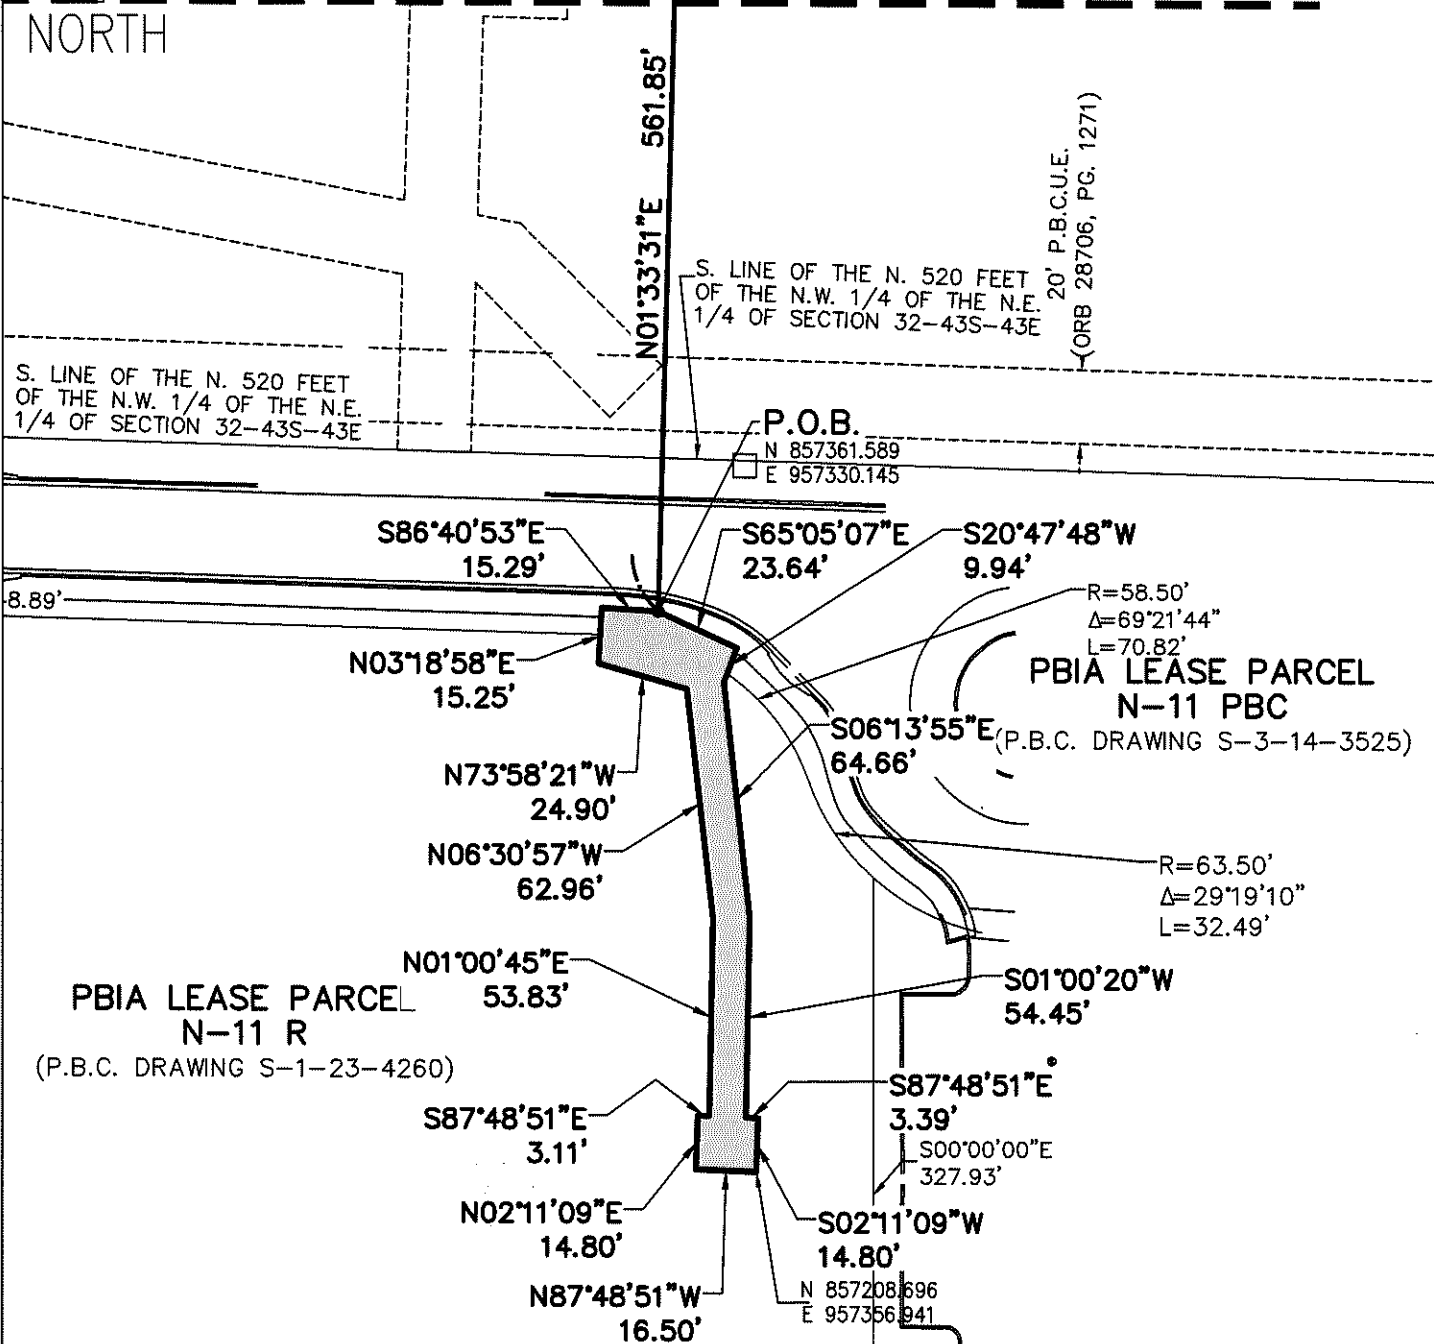 NORTH
N01°33'31"E 561.85'
20' P.B.C.U.E.
(ORB 28706, PG. 1271)
S. LINE OF THE N. 520 FEET
OF THE N.W. 1/4 OF THE N.E.
1/4 OF SECTION 32-43S-43E
S. LINE OF THE N. 520 FEET
OF THE N.W. 1/4 OF THE N.E.
1/4 OF SECTION 32-43S-43E
P.O.B.
N 857361.589
E 957330.145
S86°40'53"E
15.29'
S65°05'07"E
23.64'
S20°47'48"W
9.94'
8.89'
R=58.50'
Δ=69°21'44"
L=70.82'
N03°18'58"E
15.25'
PBIA LEASE PARCEL
N-11 PBC
(P.B.C. DRAWING S-3-14-3525)
S06°13'55"E
64.66'
N73°58'21"W
24.90'
N06°30'57"W
62.96'
R=63.50'
Δ=29°19'10"
L=32.49'
N01°00'45"E
53.83'
S01°00'20"W
54.45'
PBIA LEASE PARCEL
N-11 R
(P.B.C. DRAWING S-1-23-4260)
S87°48'51"E
3.39'
S87°48'51"E
3.11'
S00°00'00"E
327.93'
N02°11'09"E
14.80'
S02°11'09"W
14.80'
N87°48'51"W
16.50'
N 857208.696
E 957356.941